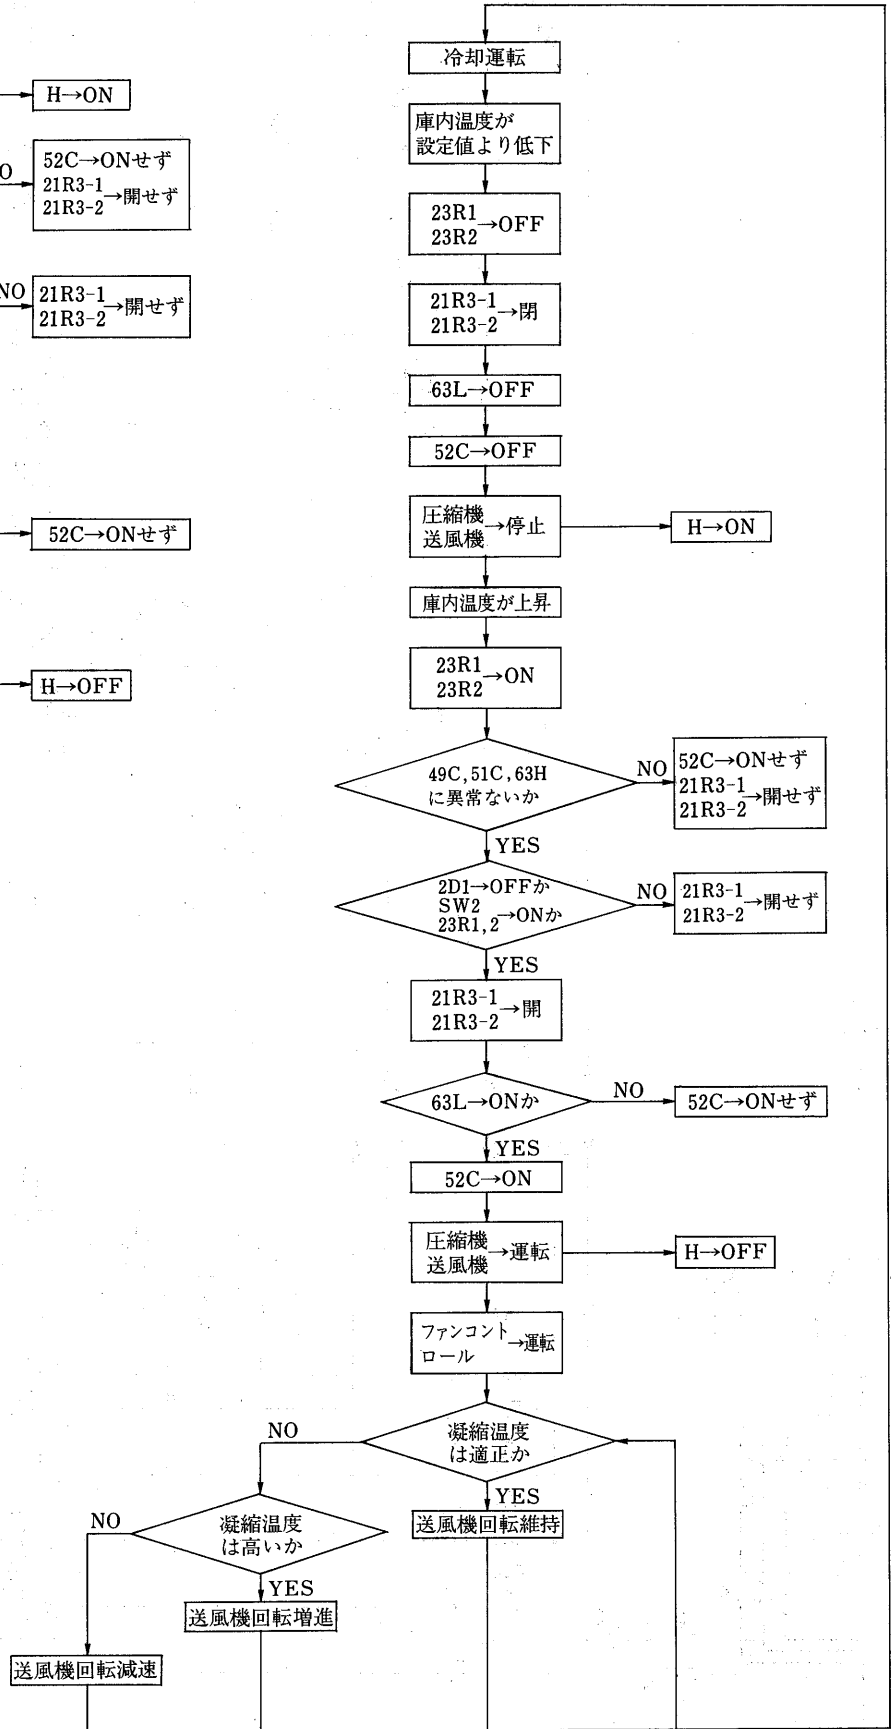 H→ON
O
52C→ONせず
21R3-1
21R3-2
→開せず
NO
21R3-1
21R3-2
→開せず
52C→ONせず
H→OFF
冷却運転
庫内温度が
設定値より低下
23R1
23R2
→OFF
21R3-1
21R3-2
→閉
63L→OFF
52C→OFF
圧縮機
送風機
→停止
H→ON
庫内温度が上昇
23R1
23R2
→ON
49C,51C,63H
に異常ないか
NO
52C→ONせず
21R3-1
21R3-2
→開せず
YES
2D1→OFFか
SW2
23R1,2
→ONか
NO
21R3-1
21R3-2
→開せず
YES
21R3-1
21R3-2
→開
63L→ONか
NO
52C→ONせず
YES
52C→ON
圧縮機
送風機
→運転
H→OFF
ファンコント
ロール
→運転
凝縮温度
は適正か
NO
YES
送風機回転維持
凝縮温度
は高いか
NO
YES
送風機回転増進
送風機回転減速